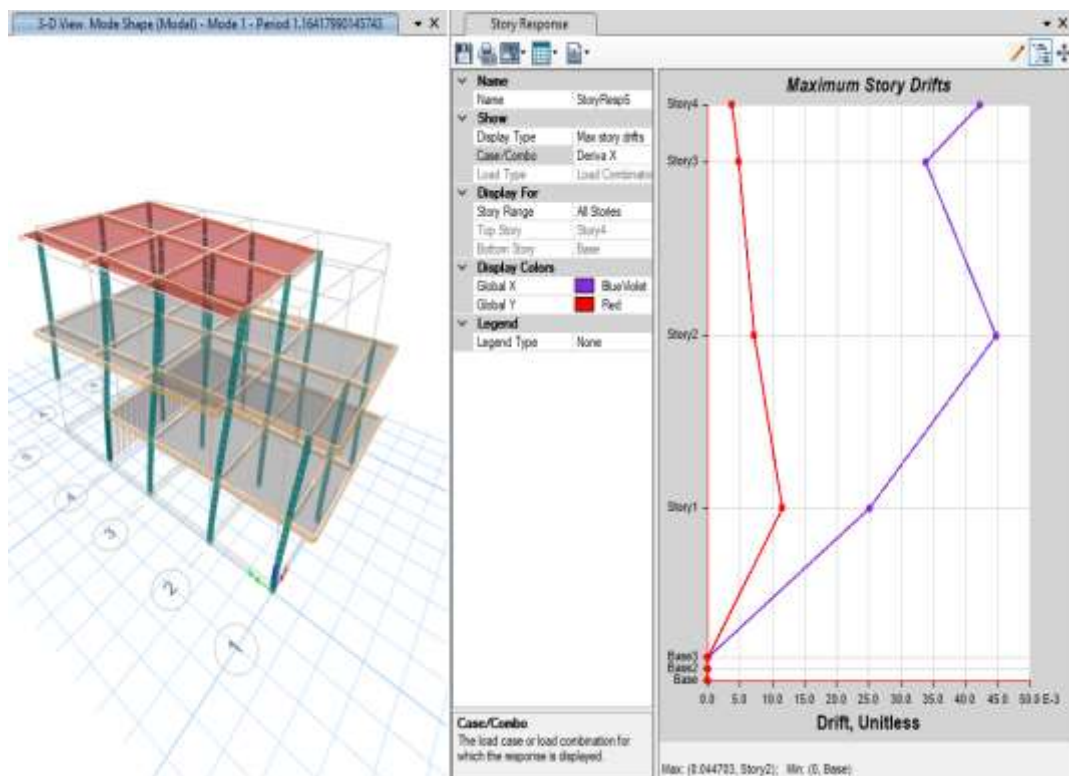 3-D View Mode Shape (Modal) - Mode 1 - Period 1.16417990145743
Story Response
Name
Name StoryResp5
Show
Display Type Max story drifts
Case/Combo Deriva X
Load Type Load Combinatio
Display For
Story Range All Stories
Top Story Story4
Bottom Story Base
Display Colors
Global X BlueViolet
Global Y Red
Legend
Legend Type None
Case/Combo
The load case or load combination for
which the response is displayed.
Maximum Story Drifts
Story4
Story3
Story2
Story1
Base3
Base2
Base
0.0 5.0 10.0 15.0 20.0 25.0 30.0 35.0 40.0 45.0 50.0 E-3
Drift, Unitless
Max: (0.044703, Story2); Min: (0, Base)
3
2
1